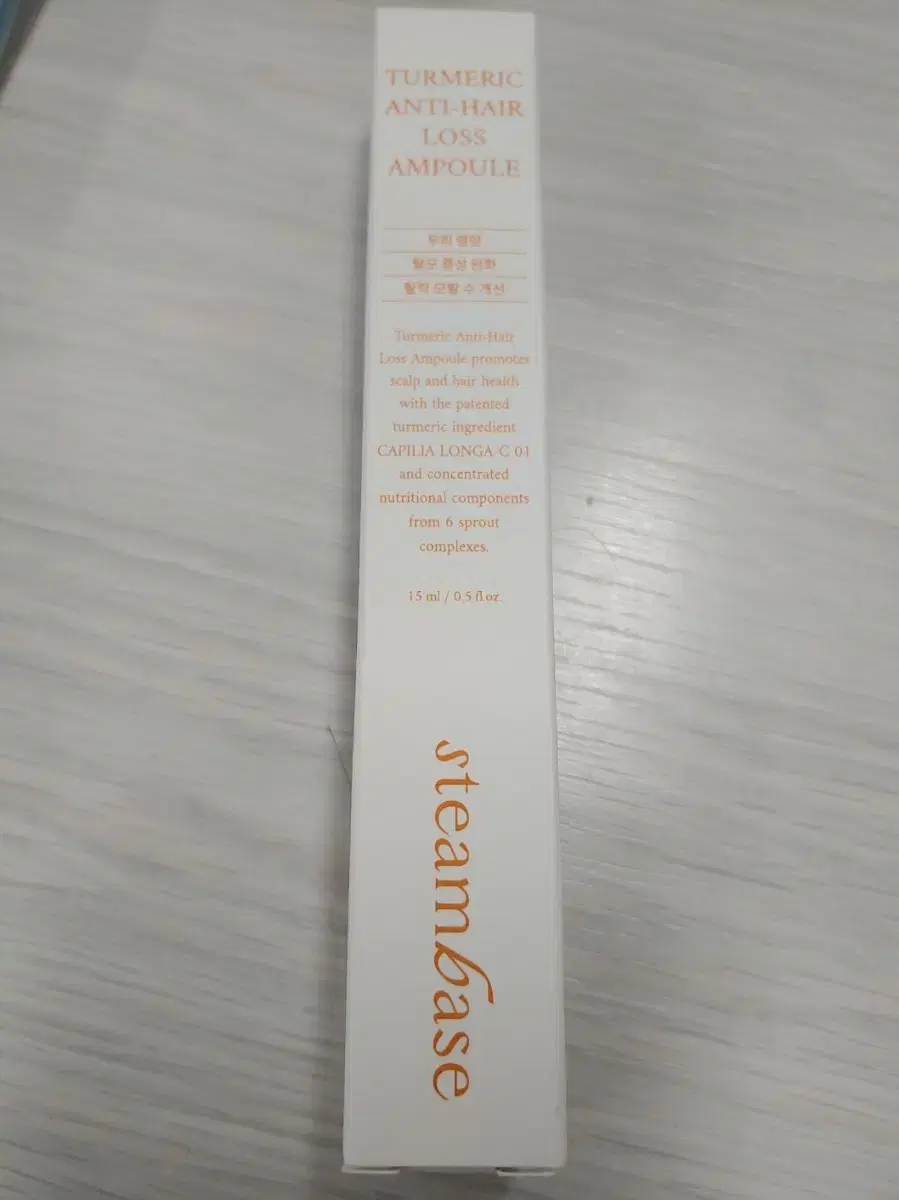 TURMERIC
ANTI-HAIR
LOSS
AMPOULE
뿌리 영양
탈모 증상 완화
탈락 모발 수 개선
Turmeric Anti-Hair
Loss Ampoule promotes
scalp and hair health
with the patented
turmeric ingredient
CAPILIA LONGA C 01
and concentrated
nutritional components
from 6 sprout
complexes.
15 ml / 0.5 fl.oz.
steambase